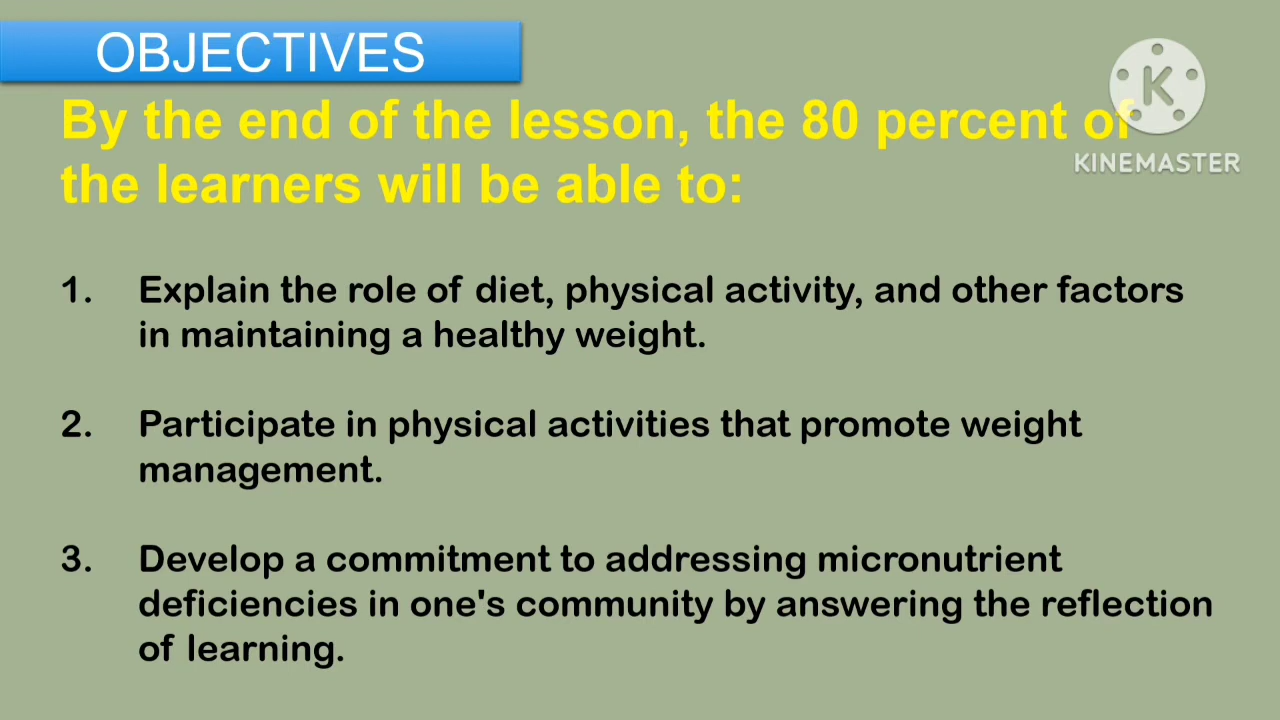 OBJECTIVES
By the end of the lesson, the 80 percent of
the learners will be able to:
K
KINEMASTER
1. Explain the role of diet, physical activity, and other factors
in maintaining a healthy weight.
2. Participate in physical activities that promote weight
management.
3. Develop a commitment to addressing micronutrient
deficiencies in one's community by answering the reflection
of learning.